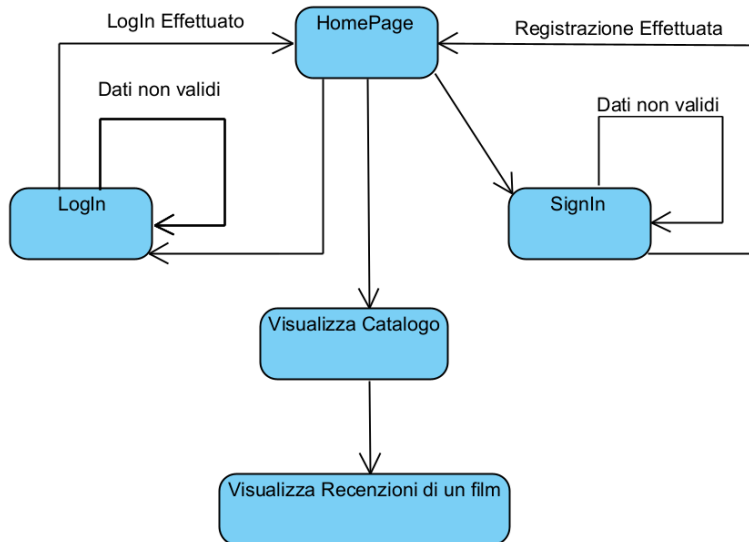 LogIn Effettuato
HomePage
Registrazione Effettuata
Dati non validi
Dati non validi
LogIn
SignIn
Visualizza Catalogo
Visualizza Recenzioni di un film